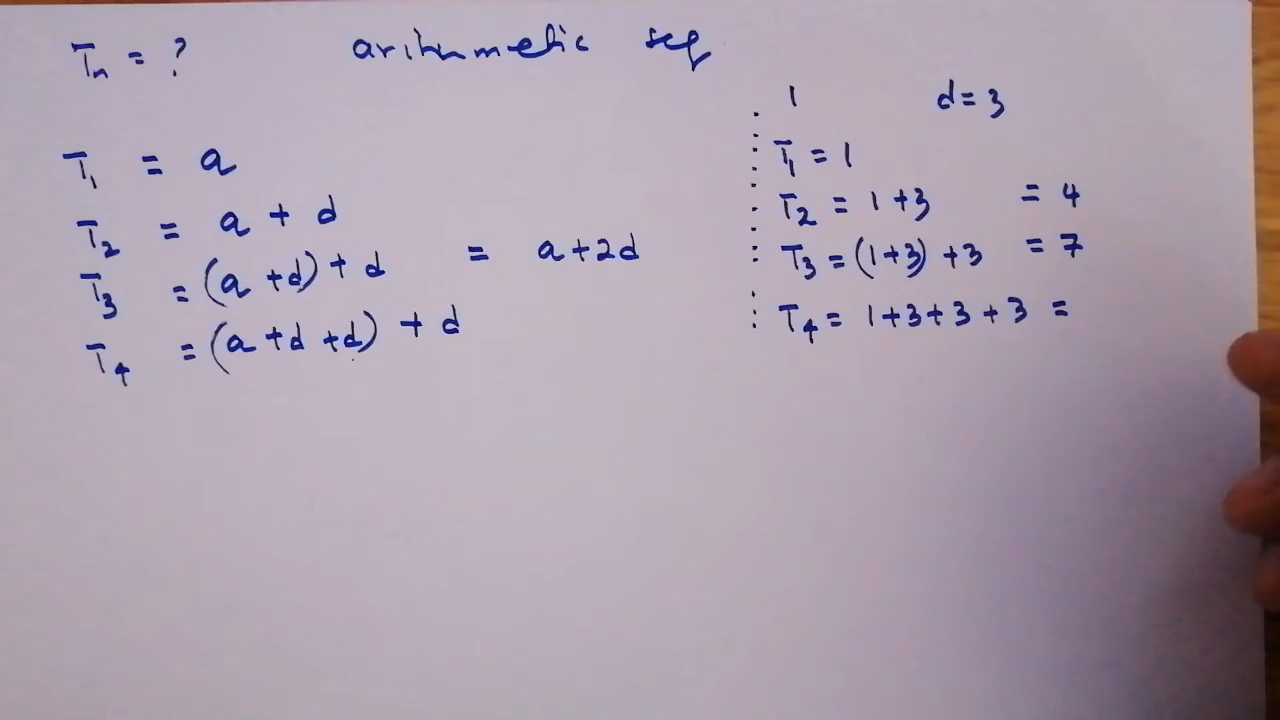 Tn = ? arithmetic seq
T1 = a
T2 = a + d
T3 = (a + d) + d = a + 2d
T4 = (a + d + d) + d
1 d = 3
T1 = 1
T2 = 1 + 3 = 4
T3 = (1+3) + 3 = 7
T4 = 1 + 3 + 3 + 3 =